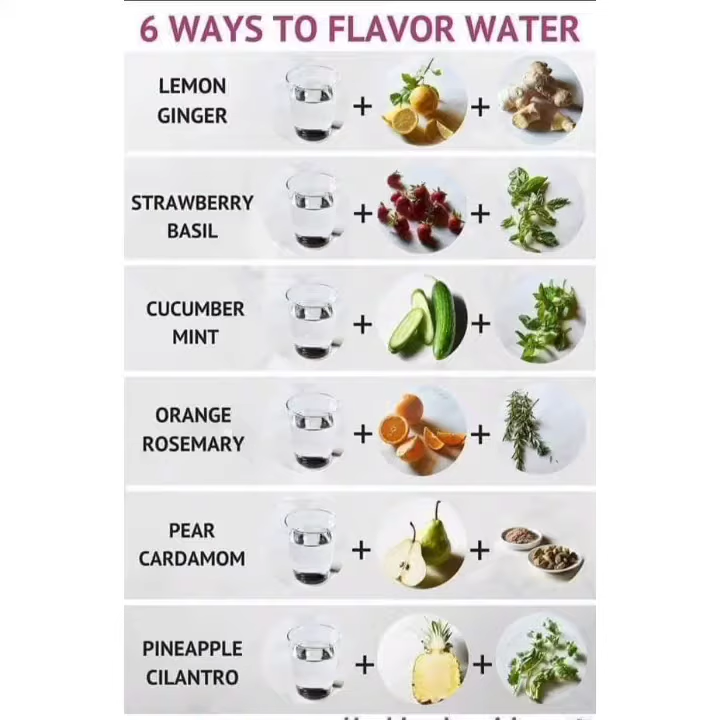 6 WAYS TO FLAVOR WATER
LEMON
GINGER
+ +
STRAWBERRY
BASIL
+ +
CUCUMBER
MINT
+ +
ORANGE
ROSEMARY
+ +
PEAR
CARDAMOM
+ +
PINEAPPLE
CILANTRO
+ +